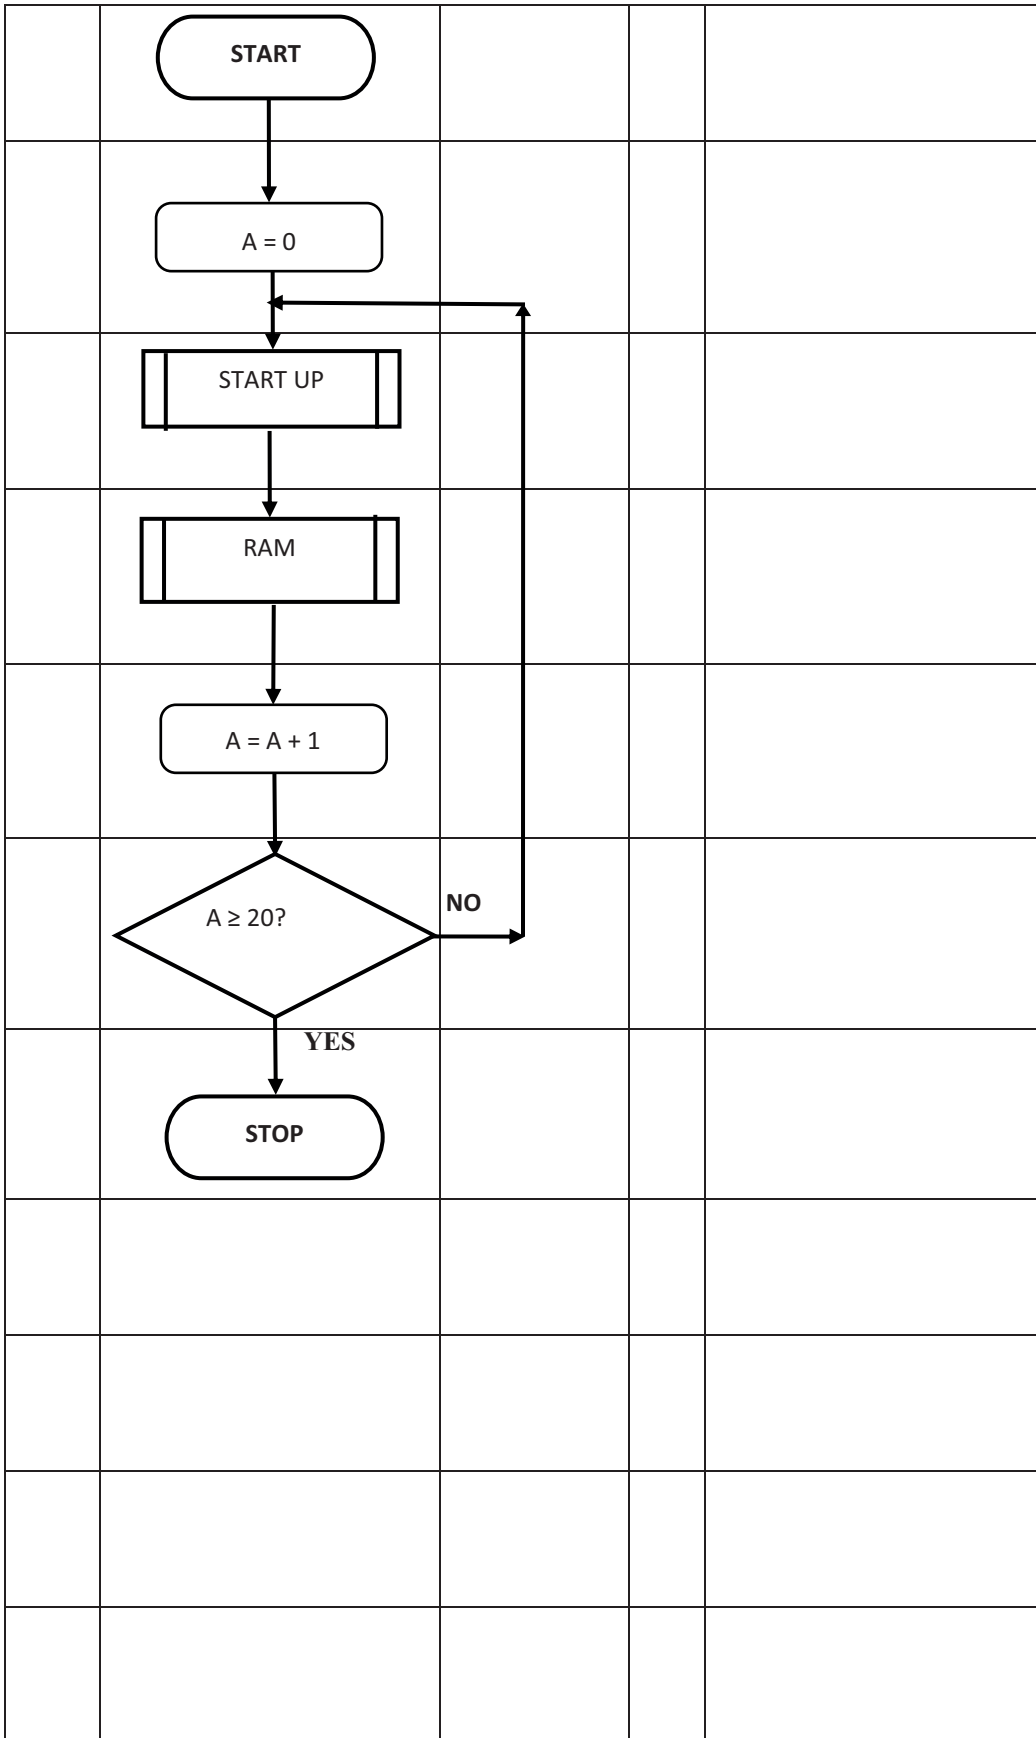 START
A = 0
START UP
RAM
A = A + 1
A ≥ 20?
NO
YES
STOP